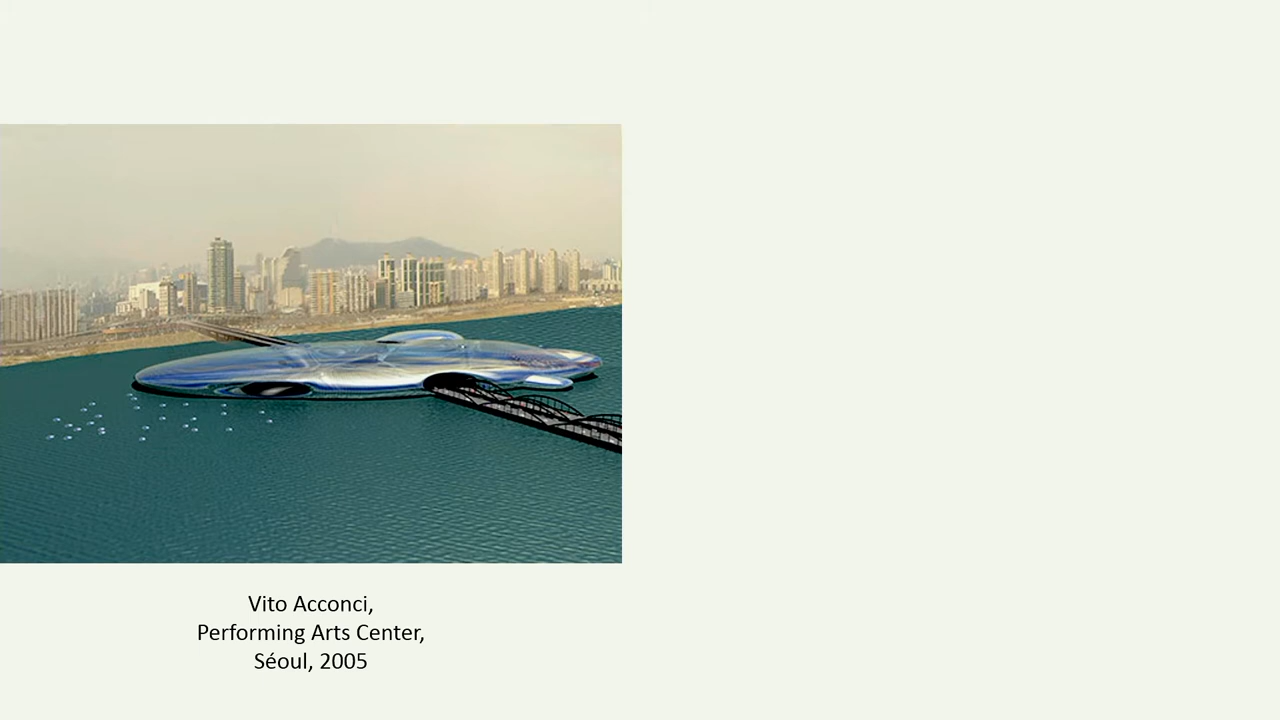 Vito Acconci,
Performing Arts Center,
Séoul, 2005